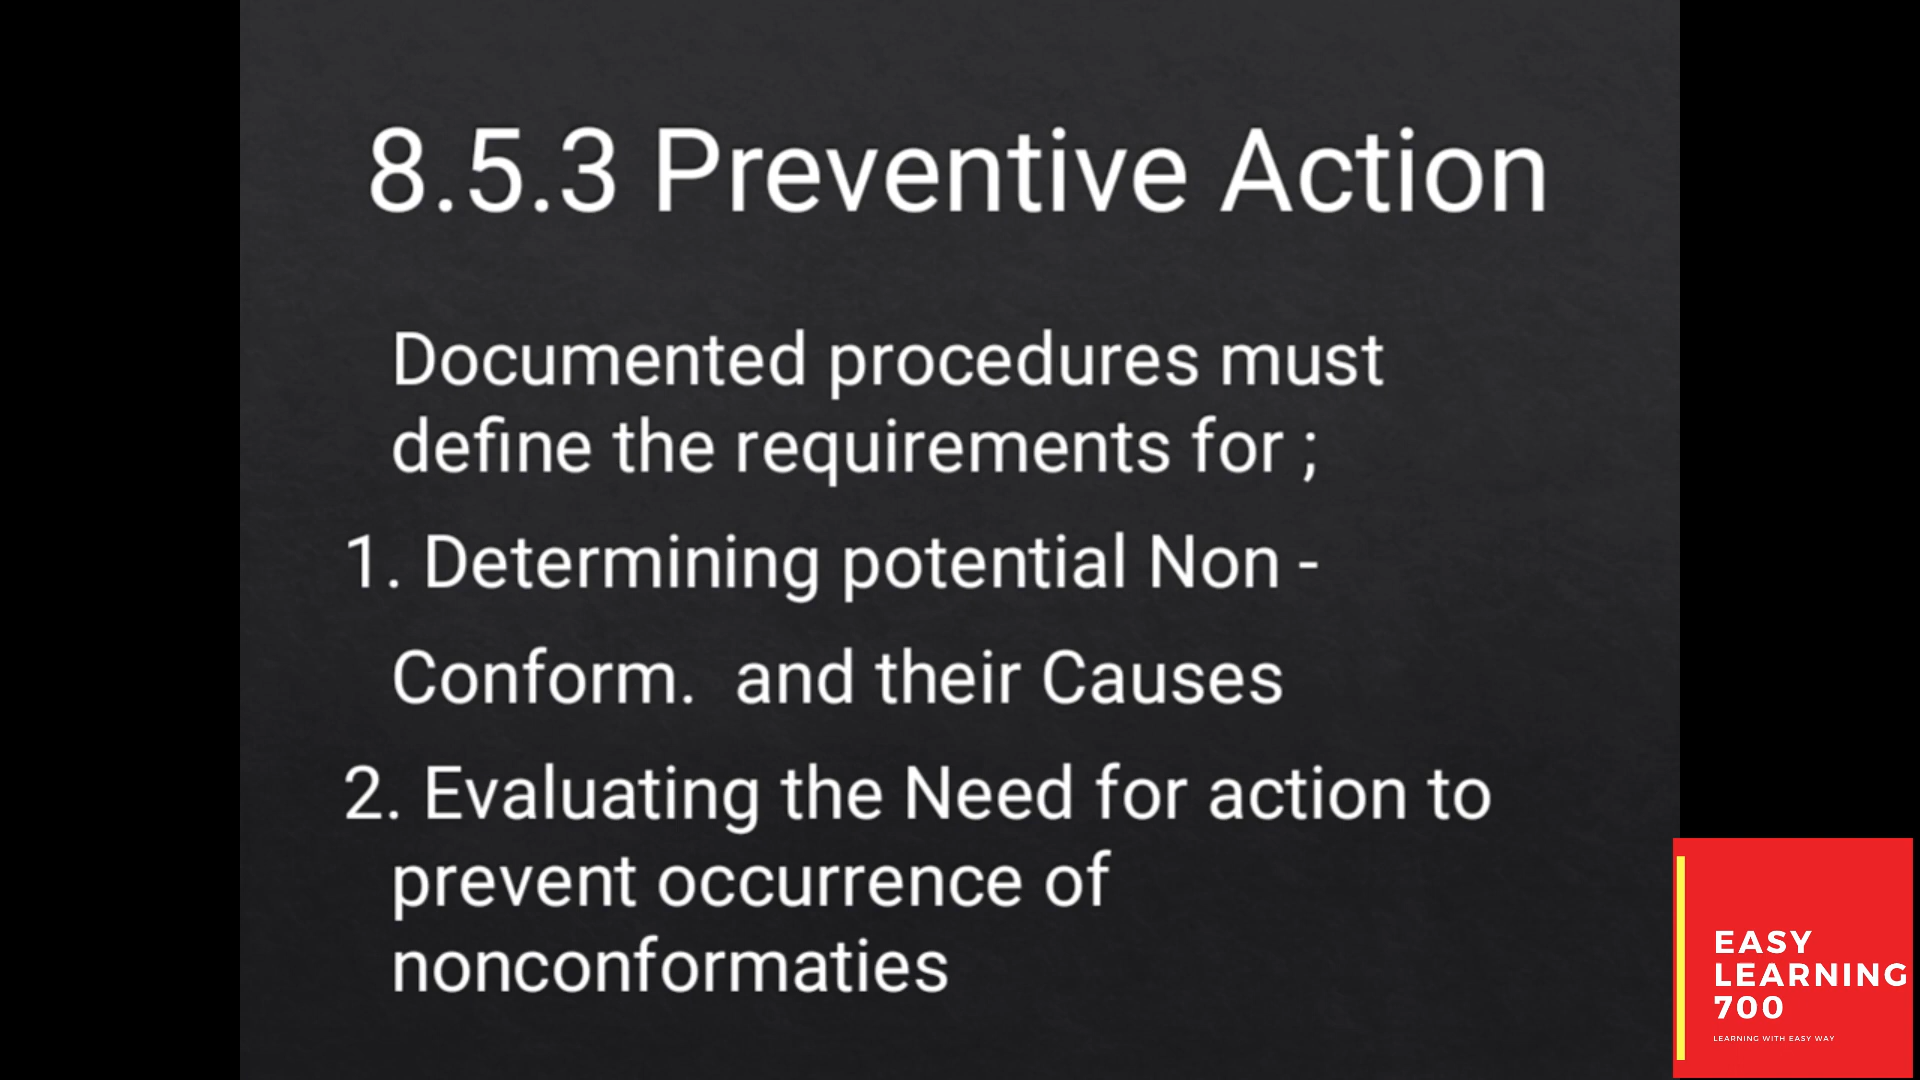 8.5.3 Preventive Action
Documented procedures must
define the requirements for ;
1. Determining potential Non -
Conform.  and their Causes
2. Evaluating the Need for action to
prevent occurrence of
nonconformaties
EASY
LEARNING
700
LEARNING WITH EASY WAY